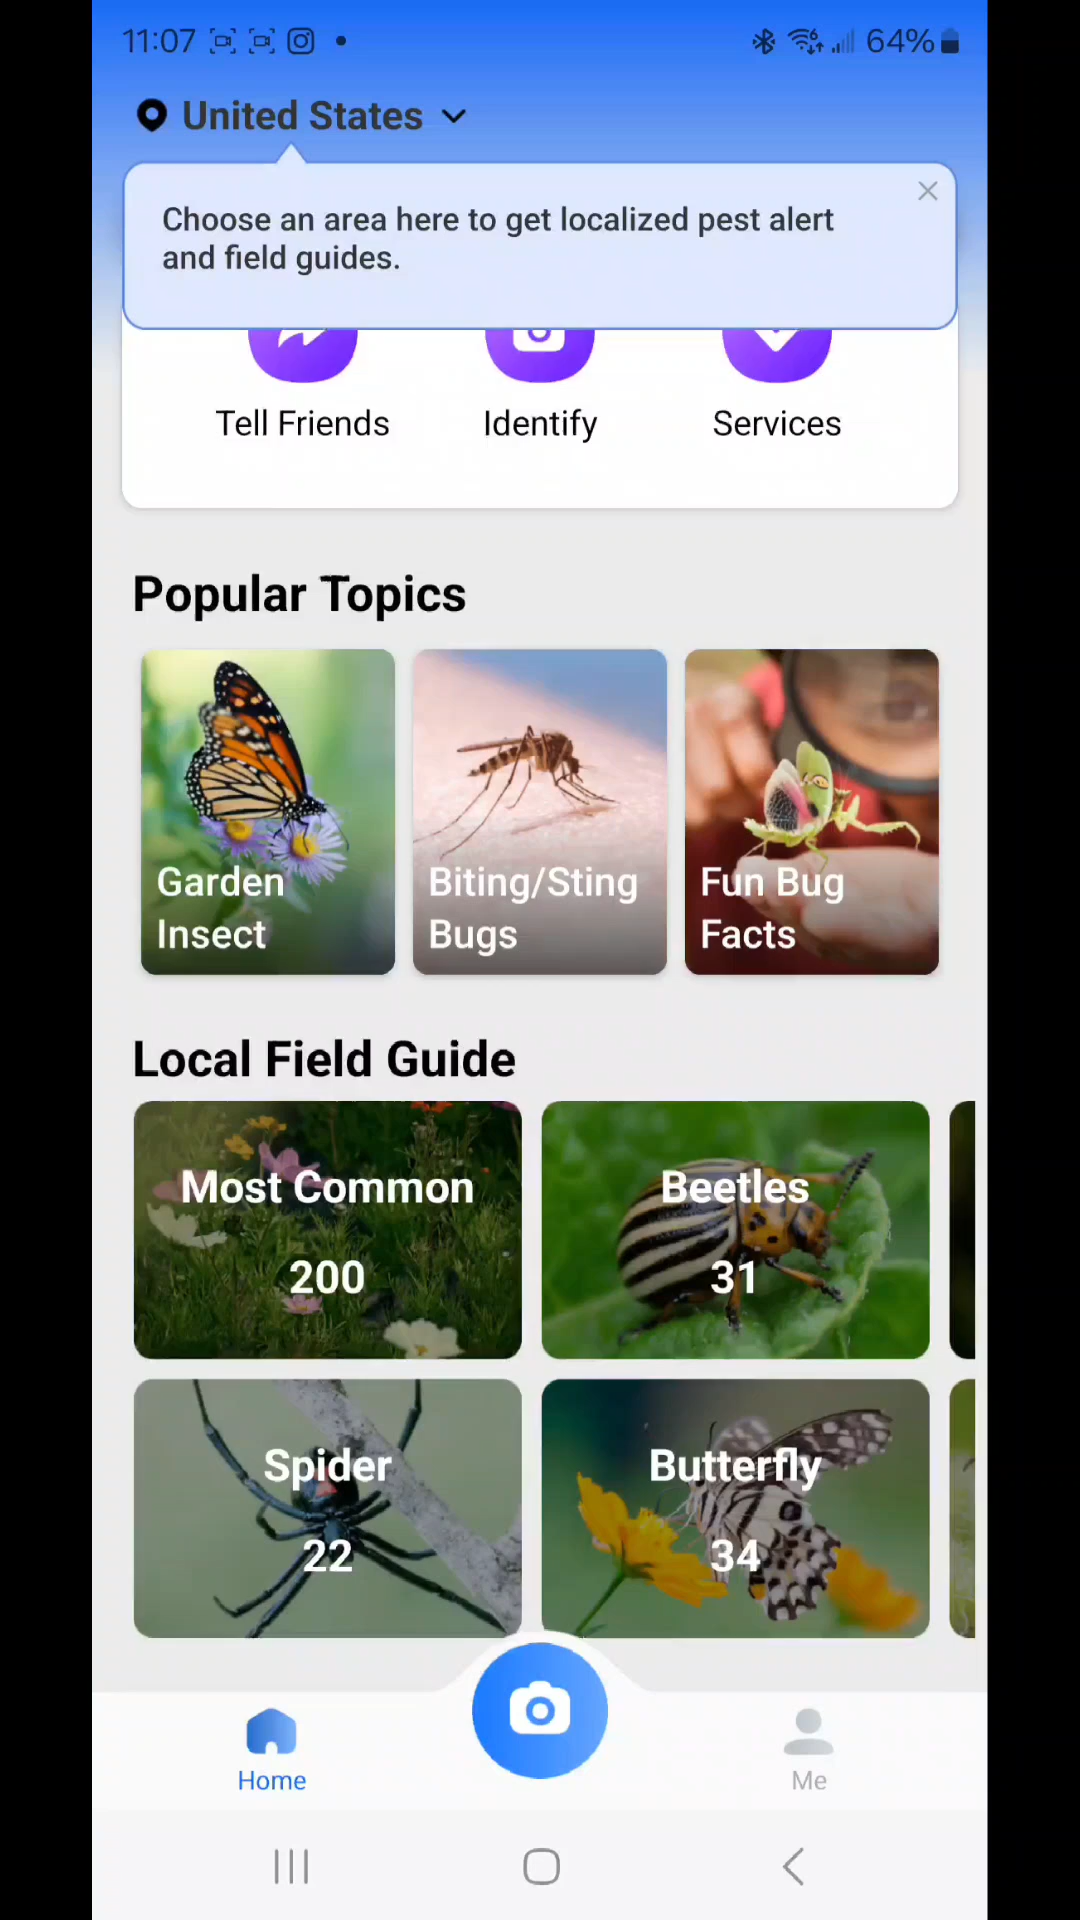 11:07
64%
United States
Choose an area here to get localized pest alert
and field guides.
Tell Friends
Identify
Services
Popular Topics
Garden
Insect
Biting/Sting
Bugs
Fun Bug
Facts
Local Field Guide
Most Common
200
Beetles
31
Spider
22
Butterfly
34
Home
Me